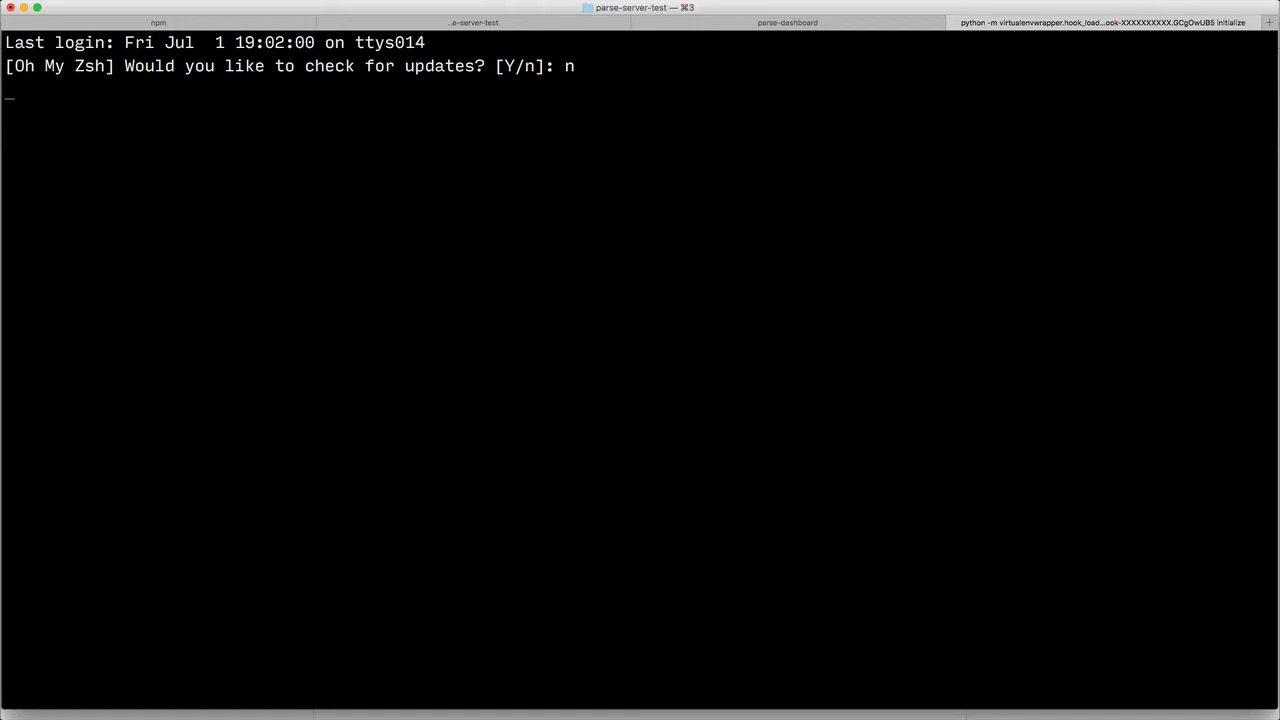 parse-server-test — ⌘3
npm
...e-server-test
parse-dashboard
python -m virtualenvwrapper.hook_load...ook-XXXXXXXXXX.GCgOwUB5 initialize
Last login: Fri Jul  1 19:02:00 on ttys014
[Oh My Zsh] Would you like to check for updates? [Y/n]: n